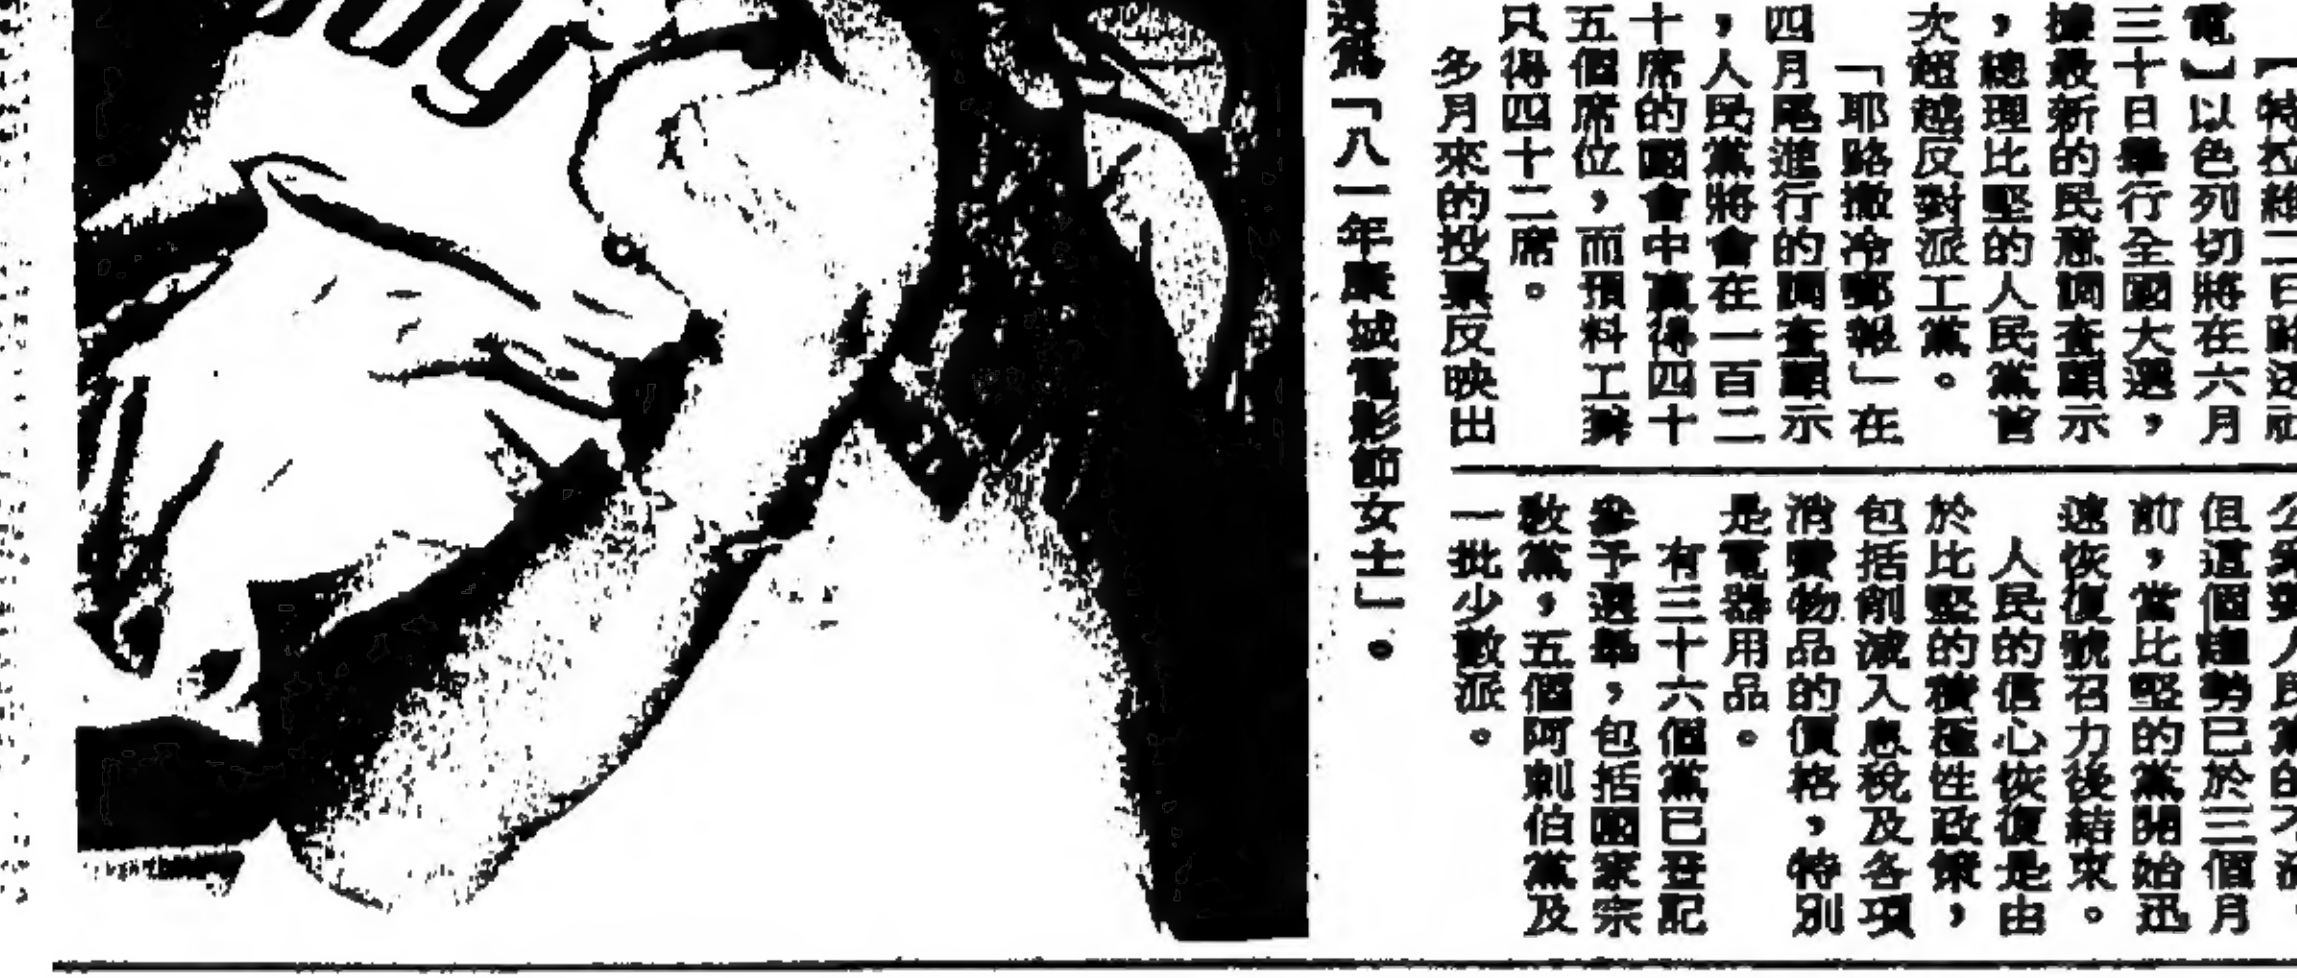 【特拉維二日路透社
電】以色列切將在六月
三十日舉行全國大選，
據最新的民意調查顯示
，總理比堅的人民黨首
次超越反對派工黨。
「耶路撒冷郵報」在
四月尾進行的調查顯示
，人民黨將會在一百二
十席的國會中贏得四十
五個席位，而預料工黨
只得四十二席。
多月來的投票反映出
公眾對人民黨的不滿，
但這個趨勢已於三個月
前，當比堅的黨開始迅
速恢復號召力後結束。
人民的信心恢復是由
於比堅的積極性政策，
包括削減入息稅及各項
消費物品的價格，特別
是電器用品。
有三十六個黨已登記
參予選舉，包括國家宗
教黨，五個阿剌伯黨及
一批少數派。
選為「八一年康城電影節女士」。